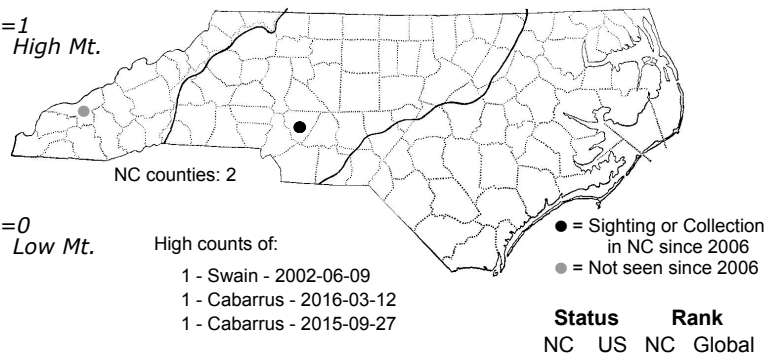 =1
High Mt.
NC counties: 2
=0
Low Mt.
High counts of:
1 - Swain - 2002-06-09
1 - Cabarrus - 2016-03-12
1 - Cabarrus - 2015-09-27
= Sighting or Collection
in NC since 2006
= Not seen since 2006
Status Rank
NC US NC Global